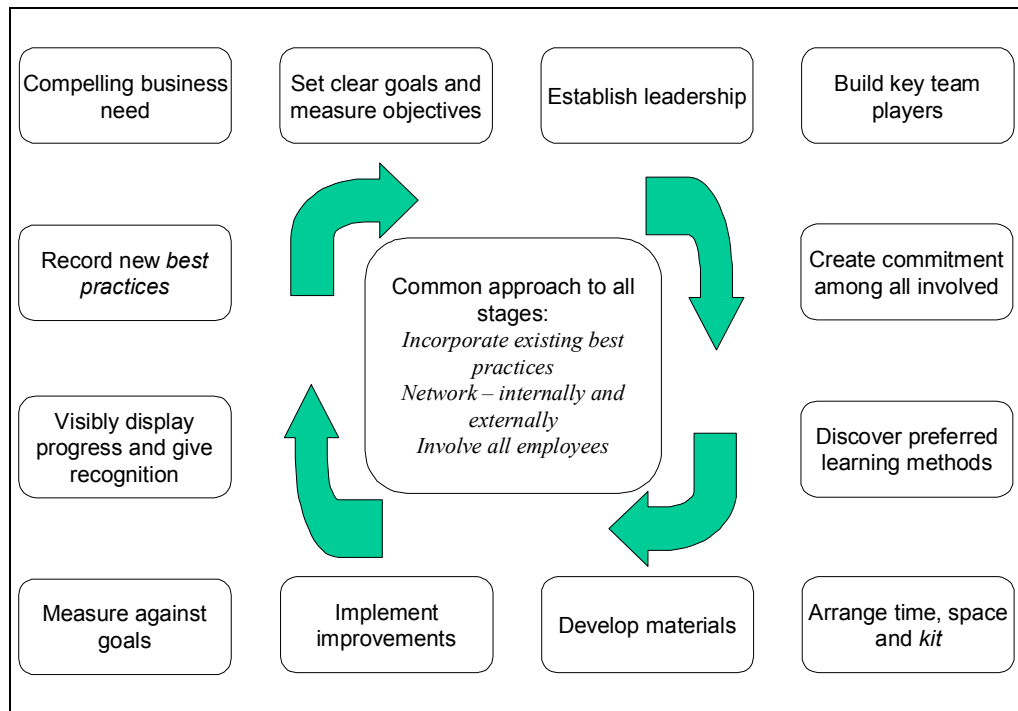 Compelling business
need
Set clear goals and
measure objectives
Establish leadership
Build key team
players
Record new best
practices
Common approach to all
stages:
Incorporate existing best
practices
Network – internally and
externally
Involve all employees
Create commitment
among all involved
Visibly display
progress and give
recognition
Discover preferred
learning methods
Measure against
goals
Implement
improvements
Develop materials
Arrange time, space
and kit